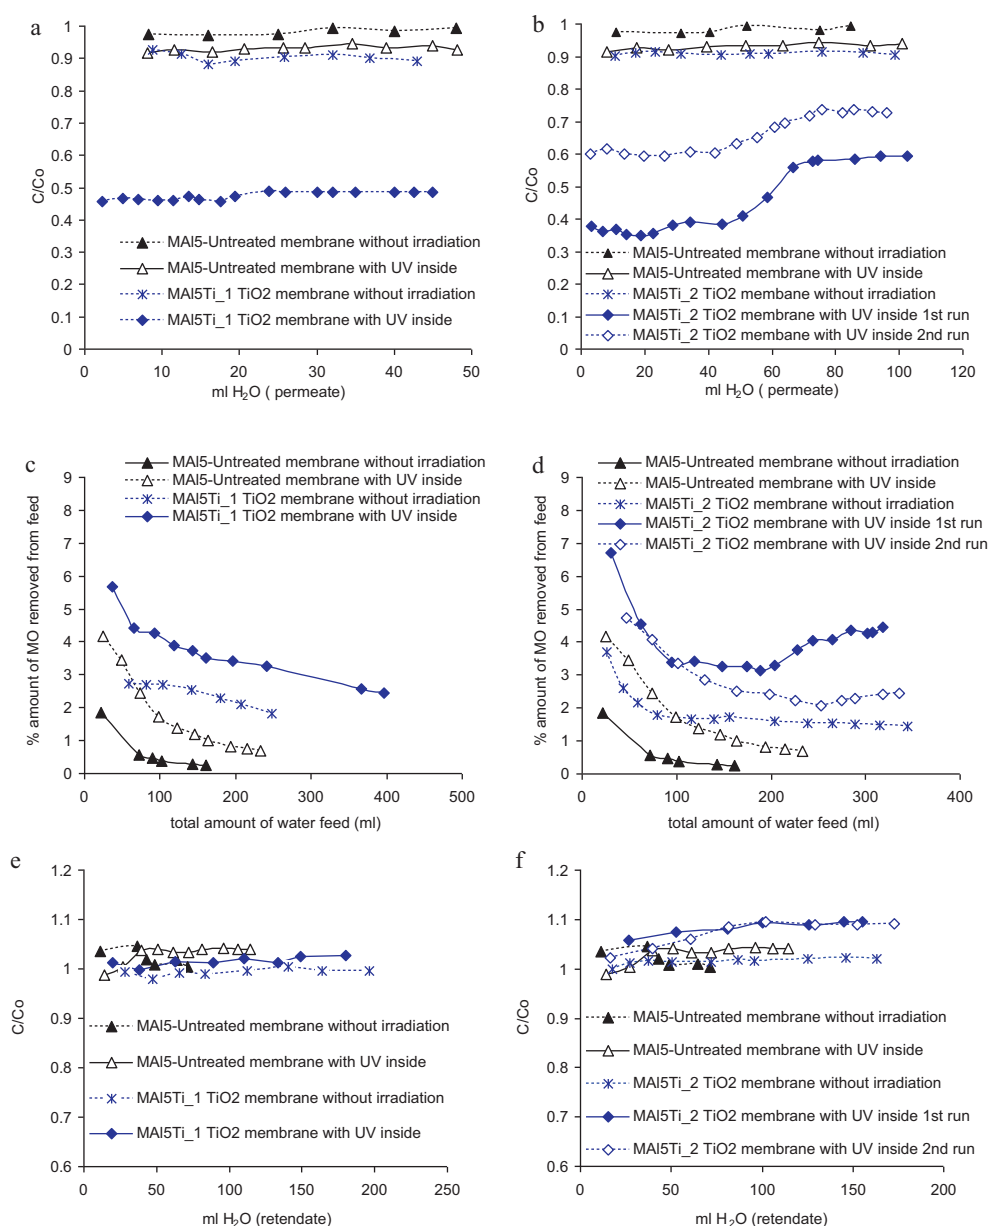 a
1
0.9
0.8
0.7
0.6
0.5
0.4
0.3
0.2
0.1
0
C/Co
MAl5-Untreated membrane without irradiation
MAl5-Untreated membrane with UV inside
MAl5Ti_1 TiO2 membrane without irradiation
MAl5Ti_1 TiO2 membrane with UV inside
0 10 20 30 40 50
ml H2O ( permeate)
b
1
0.9
0.8
0.7
0.6
0.5
0.4
0.3
0.2
0.1
0
C/Co
MAl5-Untreated membrane without irradiation
MAl5-Untreated membrane with UV inside
MAl5Ti_2 TiO2 membrane without irradiation
MAl5Ti_2 TiO2 membrane with UV inside 1st run
MAl5Ti_2 TiO2 membane with UV inside 2nd run
0 20 40 60 80 100 120
ml H2O ( permeate)
c
MAl5-Untreated membrane without irradiation
MAl5-Untreated membrane with UV inside
MAl5Ti_1 TiO2 membrane without irradiation
MAl5Ti_1 TiO2 membrane with UV inside
9
8
7
6
5
4
3
2
1
0
% amount of MO removed from feed
0 100 200 300 400 500
total amount of water feed (ml)
d
MAl5-Untreated membrane without irradiation
MAl5-Untreated membrane with UV inside
MAl5Ti_2 TiO2 membrane without irradiation
MAl5Ti_2 TiO2 membrane with UV inside 1st run
MAl5Ti_2 TiO2 membrane with UV inside 2nd run
9
8
7
6
5
4
3
2
1
0
% amount of MO removed from feed
0 100 200 300 400
total amount of water feed (ml)
e
1.2
1.1
1
0.9
0.8
0.7
0.6
C/Co
MAl5-Untreated membrane without irradiation
MAl5-Untreated membrane with UV inside
MAl5Ti_1 TiO2 membrane without irradiation
MAl5Ti_1 TiO2 membrane with UV inside
0 50 100 150 200 250
ml H2O (retendate)
f
1.2
1.1
1
0.9
0.8
0.7
0.6
C/Co
MAl5-Untreated membrane without irradiation
MAl5-Untreated membrane with UV inside
MAl5Ti_2 TiO2 membrane without irradiation
MAl5Ti_2 TiO2 membrane with UV inside 1st run
MAl5Ti_2 TiO2 membrane with UV inside 2nd run
0 50 100 150 200
ml H2O (retendate)